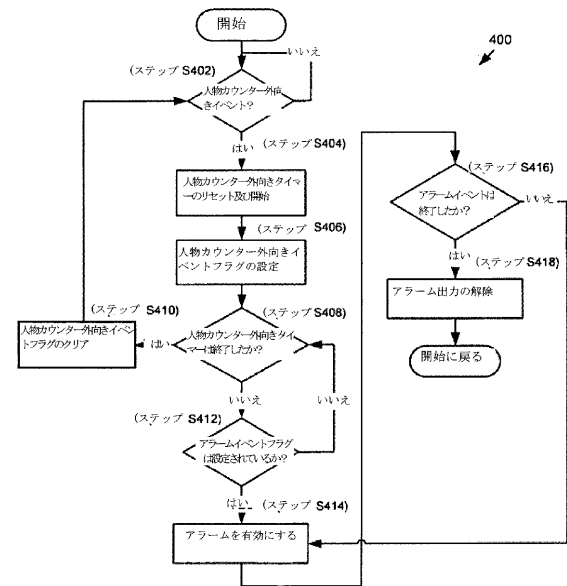 開始
400
いいえ
(ステップ S402)
人物カウンター外向
きイベント?
はい
(ステップ S404)
人物カウンター外向きタイマ
ーのリセット及び開始
(ステップ S406)
人物カウンター外向きイ
ベントフラグの設定
(ステップ S408)
人物カウンター外向きタイ
マーは終了したか?
はい
(ステップ S410)
人物カウンター外向きイベン
トフラグのクリア
いいえ
いいえ
(ステップ S412)
アラームイベントフラグ
は設定されているか?
はい
(ステップ S414)
アラームを有効にする
(ステップ S416)
アラームイベントは
終了したか?
いいえ
はい
(ステップ S418)
アラーム出力の解除
開始に戻る